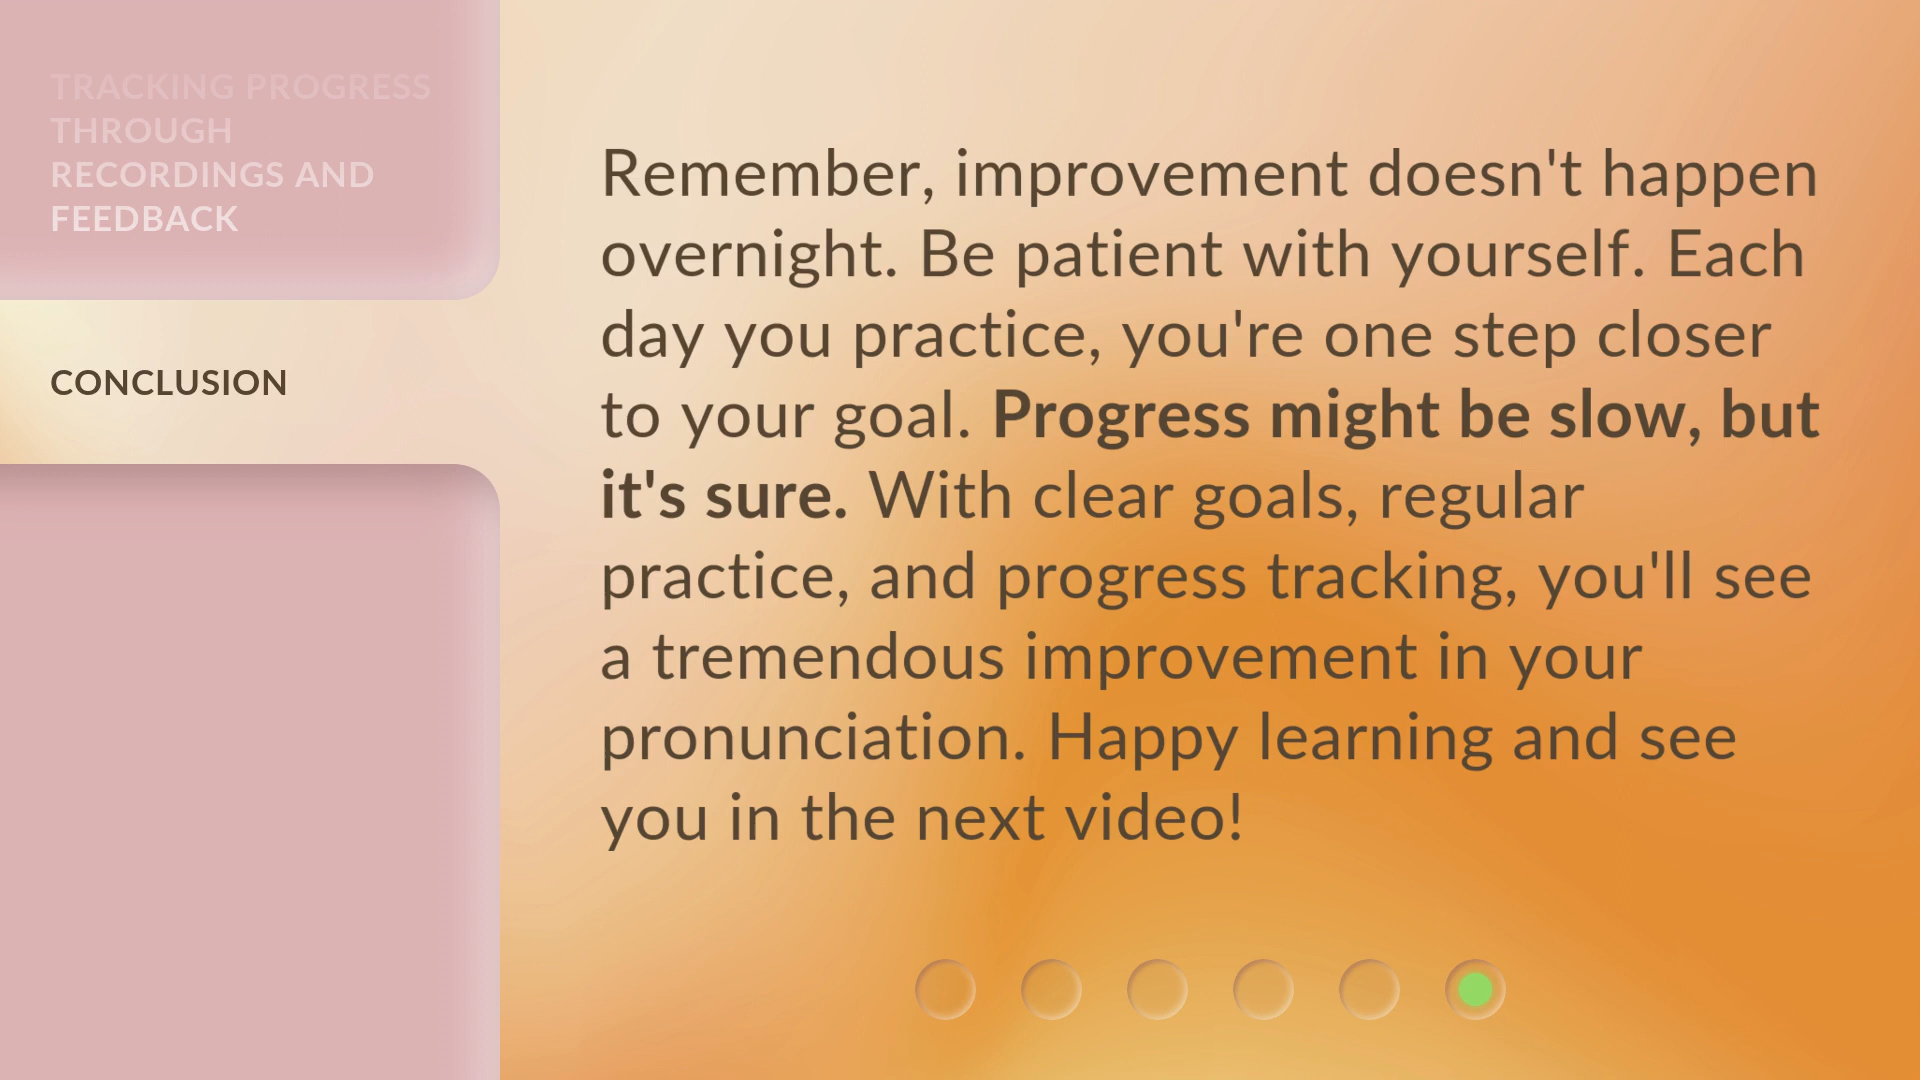 TRACKING PROGRESS
THROUGH
RECORDINGS AND
FEEDBACK
CONCLUSION
Remember, improvement doesn't happen
overnight. Be patient with yourself. Each
day you practice, you're one step closer
to your goal. Progress might be slow, but
it's sure. With clear goals, regular
practice, and progress tracking, you'll see
a tremendous improvement in your
pronunciation. Happy learning and see
you in the next video!